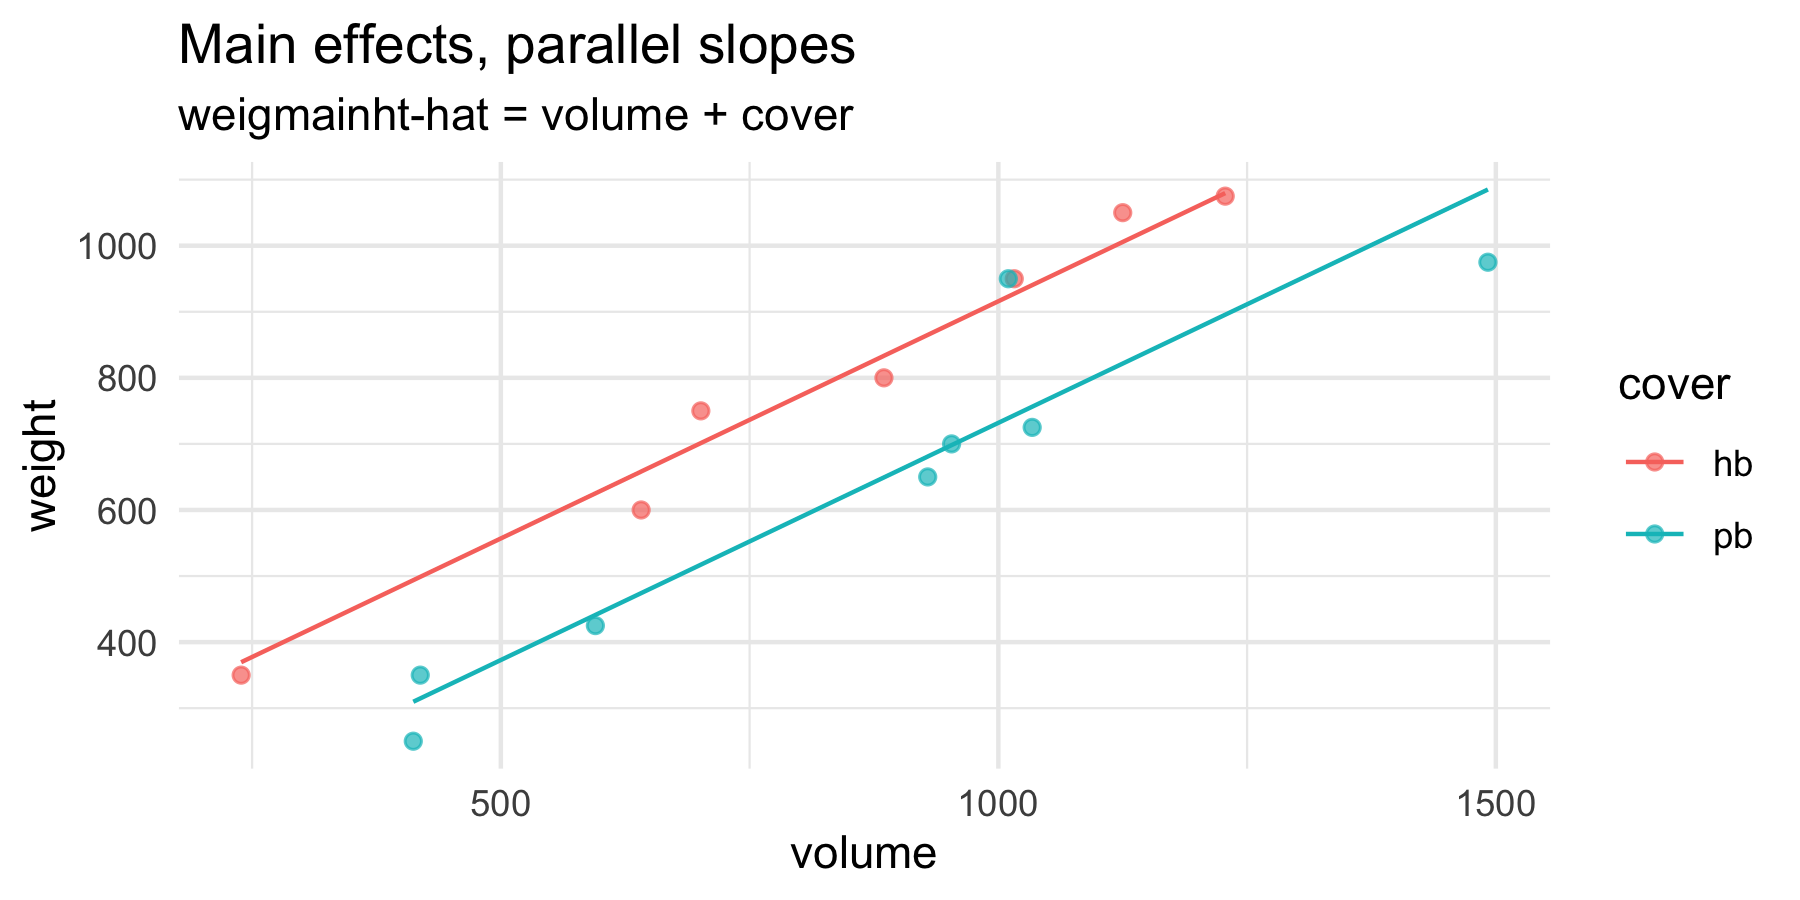 Main effects, parallel slopes
weigmainht-hat = volume + cover
1000
800
600
400
weight
500 1000 1500
volume
cover
hb
pb